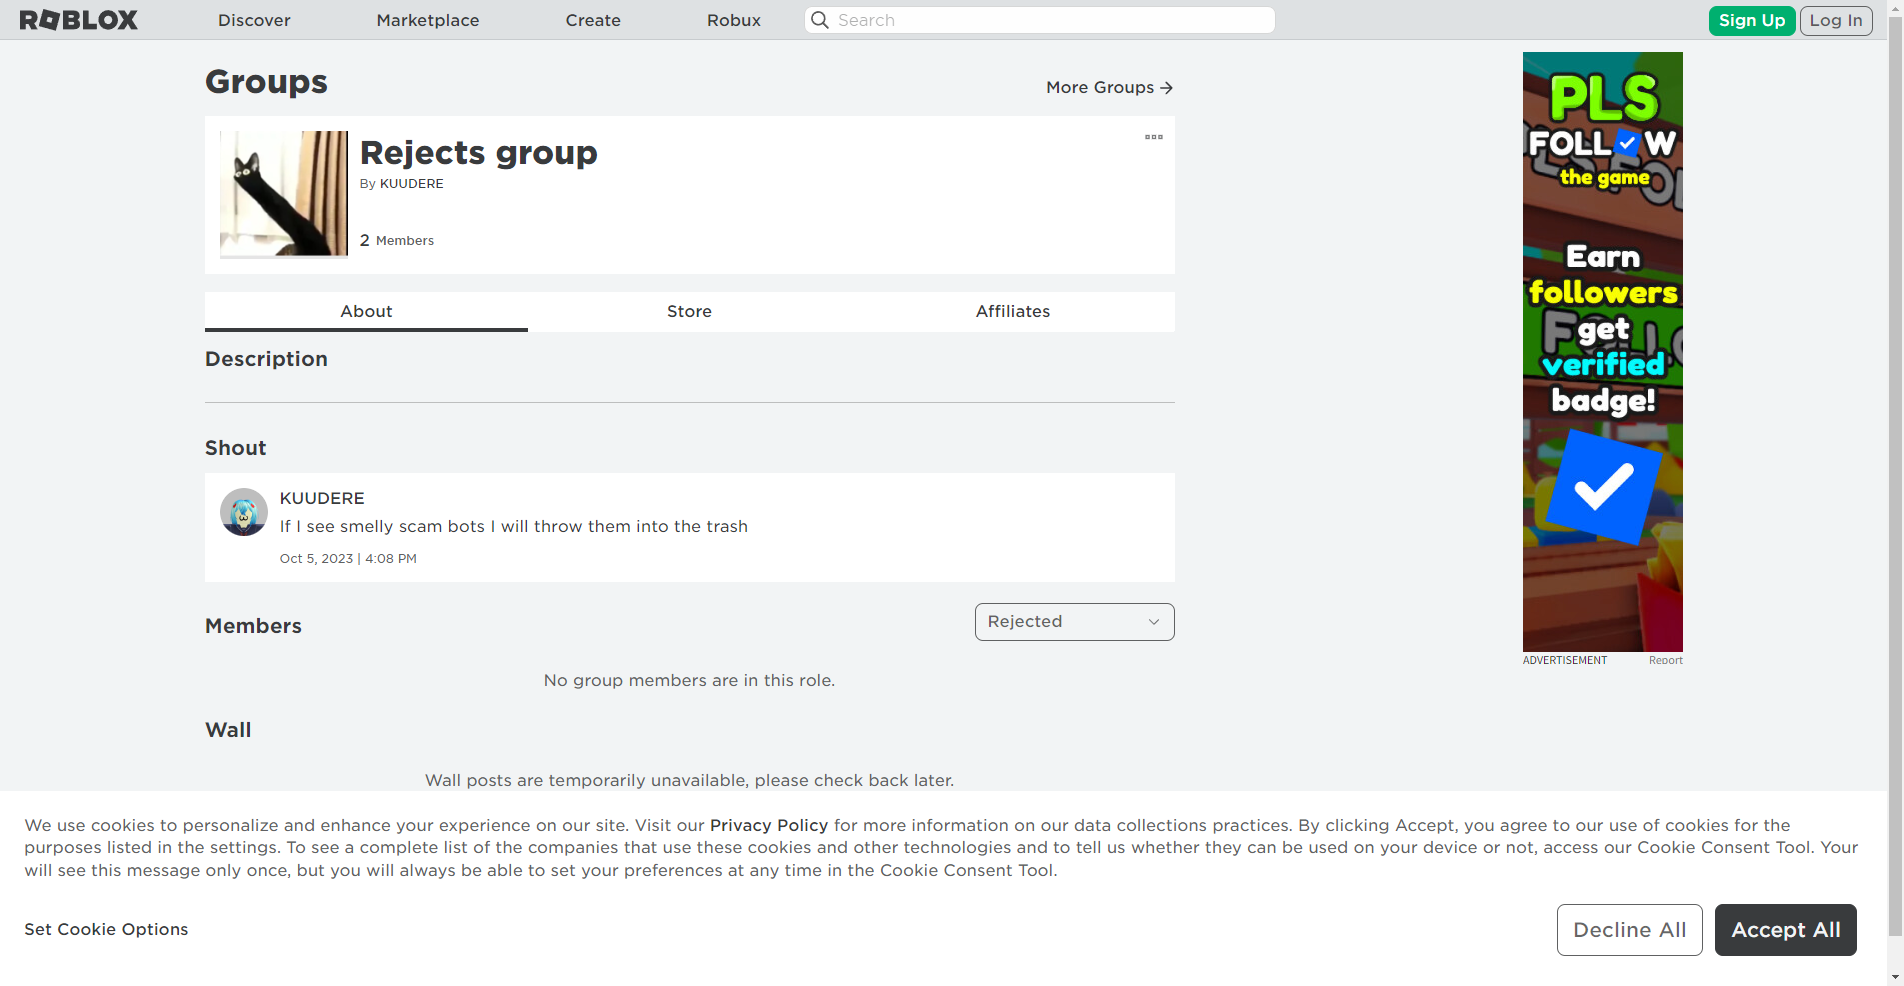 ROBLOX
Discover
Marketplace
Create
Robux
Search
Sign Up
Log In
Groups
More Groups
Rejects group
By KUUDERE
2 Members
About
Store
Affiliates
Description
Shout
KUUDERE
If I see smelly scam bots I will throw them into the trash
Oct 5, 2023 | 4:08 PM
Members
Rejected
No group members are in this role.
Wall
Wall posts are temporarily unavailable, please check back later.
PLS
FOLLOW
the game
Earn
followers
get
verified
badge!
ADVERTISEMENT
Report
We use cookies to personalize and enhance your experience on our site. Visit our Privacy Policy for more information on our data collections practices. By clicking Accept, you agree to our use of cookies for the
purposes listed in the settings. To see a complete list of the companies that use these cookies and other technologies and to tell us whether they can be used on your device or not, access our Cookie Consent Tool. Your
will see this message only once, but you will always be able to set your preferences at any time in the Cookie Consent Tool.
Set Cookie Options
Decline All
Accept All